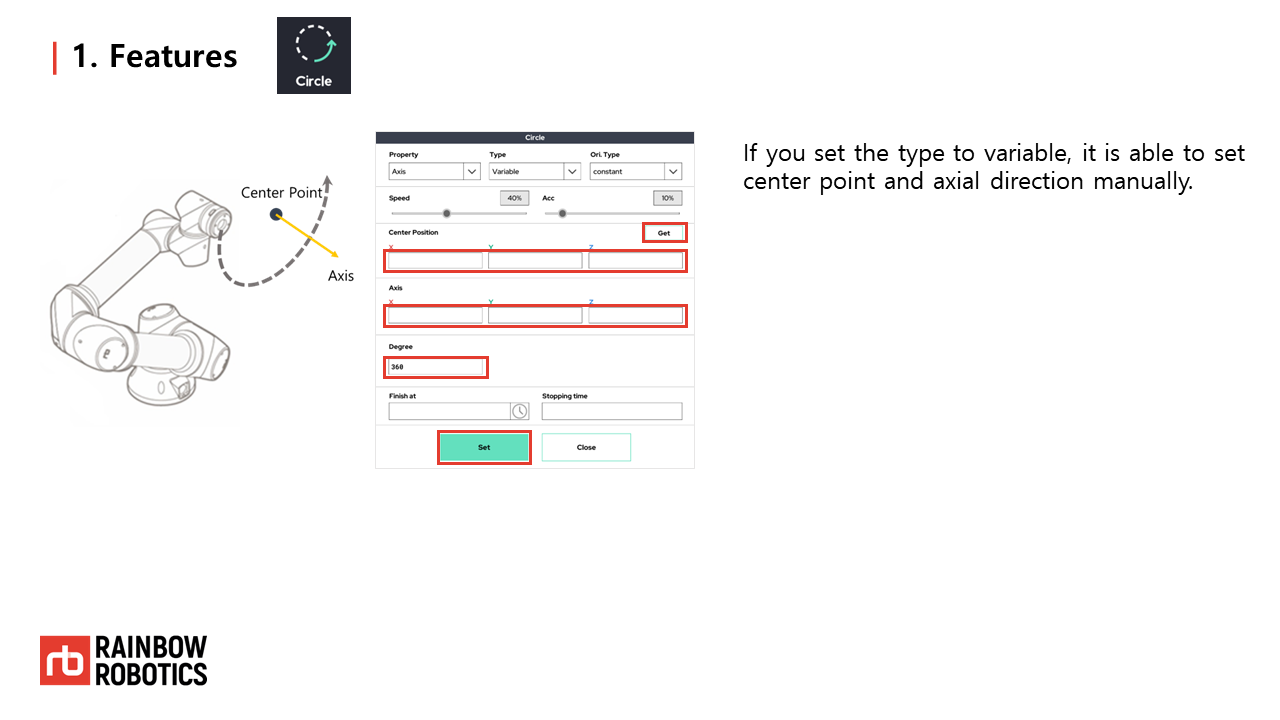 1. Features
Circle
Center Point
Axis
Circle
Property Type Ori. Type
Axis Variable constant
Speed 40% Acc 10%
Center Position Get
X Y Z
Axis
X Y Z
Degree
360
Finish at Stopping time
Set Close
If you set the type to variable, it is able to set
center point and axial direction manually.
rb RAINBOW
ROBOTICS